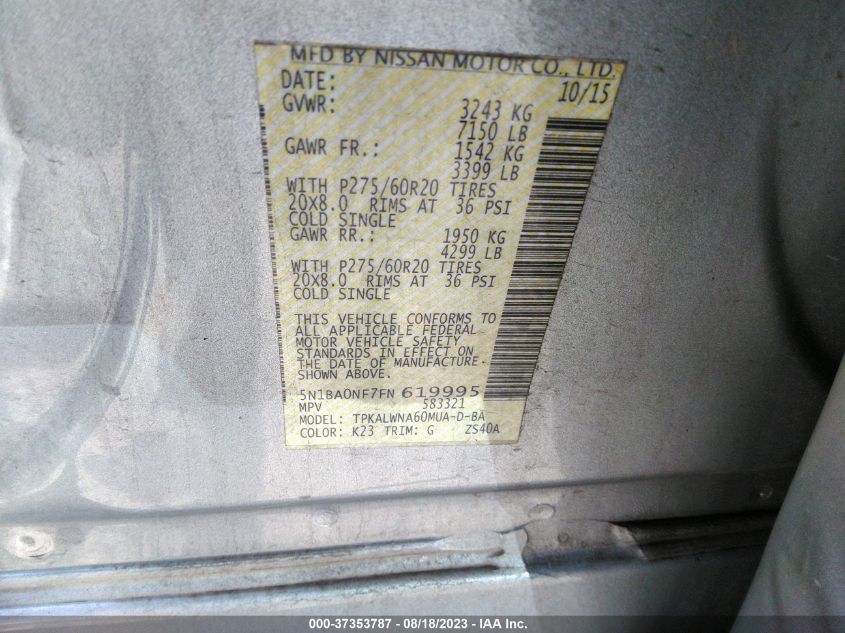 MFD BY NISSAN MOTOR CO., LTD.
DATE: 10/15
GVWR: 3243 KG
7150 LB
GAWR FR.: 1542 KG
3399 LB
WITH P275/60R20 TIRES
20X8.0 RIMS AT 36 PSI
COLD SINGLE
GAWR RR.: 1950 KG
4299 LB
WITH P275/60R20 TIRES
20X8.0 RIMS AT 36 PSI
COLD SINGLE
THIS VEHICLE CONFORMS TO
ALL APPLICABLE FEDERAL
MOTOR VEHICLE SAFETY
STANDARDS IN EFFECT ON
THE DATE OF MANUFACTURE
SHOWN ABOVE.
5N1BA0NF7FN 619995
MPV 583321
MODEL: TPKALWNA60MUA-D-BA
COLOR: K23 TRIM: G ZS40A
000-37353787 - 08/18/2023 - IAA Inc.